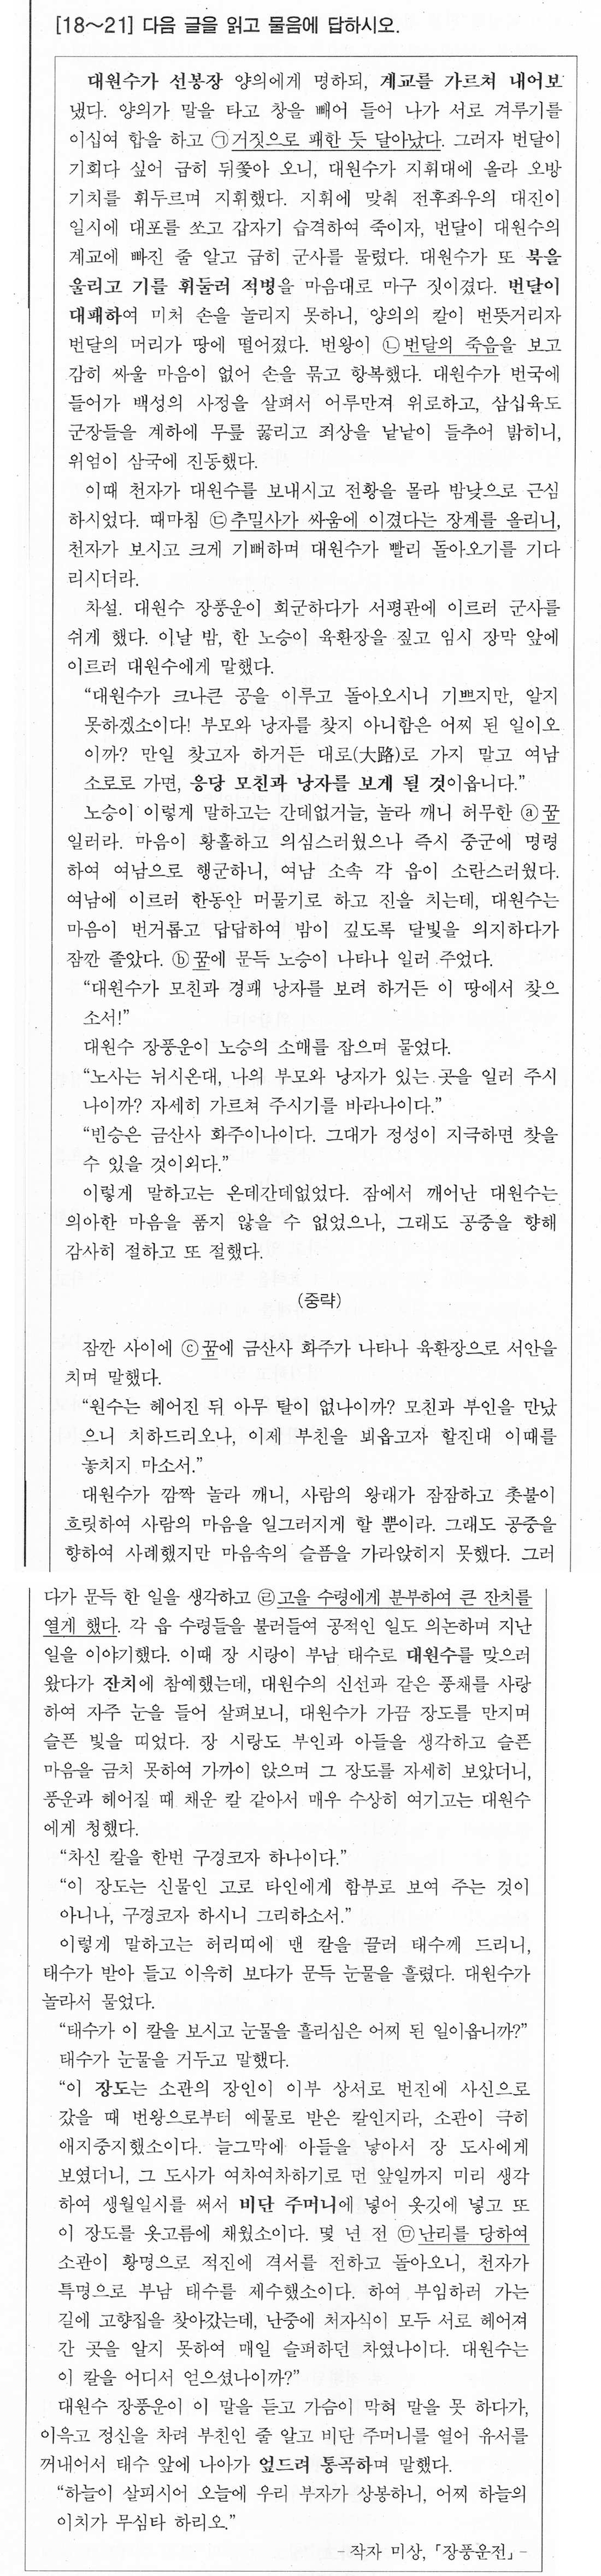 [18~21] 다음 글을 읽고 물음에 답하시오.
대원수가 선봉장 양의에게 명하되, 계교를 가르쳐 내어보
냈다. 양의가 말을 타고 창을 빼어 들어 나가 서로 겨루기를
이십여 합을 하고 ㉠거짓으로 패한 듯 달아났다. 그러자 번달이
기회다 싶어 급히 뒤쫓아 오니, 대원수가 지휘대에 올라 오방
기치를 휘두르며 지휘했다. 지휘에 맞춰 전후좌우의 대진이
일시에 대포를 쏘고 갑자기 습격하여 죽이자, 번달이 대원수의
계교에 빠진 줄 알고 급히 군사를 물렸다. 대원수가 또 북을
울리고 기를 휘둘러 적병을 마음대로 마구 짓이겼다. 번달이
대패하여 미처 손을 놀리지 못하니, 양의의 칼이 번뜻거리자
번달의 머리가 땅에 떨어졌다. 번왕이 ㉡번달의 죽음을 보고
감히 싸울 마음이 없어 손을 묶고 항복했다. 대원수가 번국에
들어가 백성의 사정을 살펴서 어루만져 위로하고, 삼십육도
군장들을 계하에 무릎 꿇리고 죄상을 낱낱이 들추어 밝히니,
위엄이 삼국에 진동했다.
이때 천자가 대원수를 보내시고 전황을 몰라 밤낮으로 근심
하시었다. 때마침 ㉢추밀사가 싸움에 이겼다는 장계를 올리니,
천자가 보시고 크게 기뻐하며 대원수가 빨리 돌아오기를 기다
리시더라.
차설. 대원수 장풍운이 회군하다가 서평관에 이르러 군사를
쉬게 했다. 이날 밤, 한 노승이 육환장을 짚고 임시 장막 앞에
이르러 대원수에게 말했다.
“대원수가 크나큰 공을 이루고 돌아오시니 기쁘지만, 알지
못하겠소이다! 부모와 낭자를 찾지 아니함은 어찌 된 일이오
이까? 만일 찾고자 하거든 대로(大路)로 가지 말고 여남
소로로 가면, 응당 모친과 낭자를 보게 될 것이옵니다.”
노승이 이렇게 말하고는 간데없거늘, 놀라 깨니 허무한 ⓐ꿈
일러라. 마음이 황홀하고 의심스러웠으나 즉시 중군에 명령
하여 여남으로 행군하니, 여남 소속 각 읍이 소란스러웠다.
여남에 이르러 한동안 머물기로 하고 진을 치는데, 대원수는
마음이 번거롭고 답답하여 밤이 깊도록 달빛을 의지하다가
잠깐 졸았다. ⓑ꿈에 문득 노승이 나타나 일러 주었다.
“대원수가 모친과 경패 낭자를 보려 하거든 이 땅에서 찾으
소서!”
대원수 장풍운이 노승의 소매를 잡으며 물었다.
“노사는 뉘시온대, 나의 부모와 낭자가 있는 곳을 일러 주시
나이까? 자세히 가르쳐 주시기를 바라나이다.”
“빈승은 금산사 화주이나이다. 그대가 정성이 지극하면 찾을
수 있을 것이외다.”
이렇게 말하고는 온데간데없었다. 잠에서 깨어난 대원수는
의아한 마음을 품지 않을 수 없었으나, 그래도 공중을 향해
감사히 절하고 또 절했다.
(중략)
잠깐 사이에 ⓒ꿈에 금산사 화주가 나타나 육환장으로 서안을
치며 말했다.
“원수는 헤어진 뒤 아무 탈이 없나이까? 모친과 부인을 만났
으니 치하드리오나, 이제 부친을 뵈옵고자 할진대 이때를
놓치지 마소서.”
대원수가 깜짝 놀라 깨니, 사람의 왕래가 잠잠하고 촛불이
흐릿하여 사람의 마음을 일그러지게 할 뿐이라. 그래도 공중을
향하여 사례했지만 마음속의 슬픔을 가라앉히지 못했다. 그러
다가 문득 한 일을 생각하고 ㉣고을 수령에게 분부하여 큰 잔치를
열게 했다. 각 읍 수령들을 불러들여 공적인 일도 의논하며 지난
일을 이야기했다. 이때 장 시랑이 부남 태수로 대원수를 맞으러
왔다가 잔치에 참예했는데, 대원수의 신선과 같은 풍채를 사랑
하여 자주 눈을 들어 살펴보니, 대원수가 가끔 장도를 만지며
슬픈 빛을 띠었다. 장 시랑도 부인과 아들을 생각하고 슬픈
마음을 금치 못하여 가까이 앉으며 그 장도를 자세히 보았더니,
풍운과 헤어질 때 채운 칼 같아서 매우 수상히 여기고는 대원수
에게 청했다.
“차신 칼을 한번 구경코자 하나이다.”
“이 장도는 신물인 고로 타인에게 함부로 보여 주는 것이
아니나, 구경코자 하시니 그리하소서.”
이렇게 말하고는 허리띠에 맨 칼을 끌러 태수께 드리니,
태수가 받아 들고 이윽히 보다가 문득 눈물을 흘렸다. 대원수가
놀라서 물었다.
“태수가 이 칼을 보시고 눈물을 흘리심은 어찌 된 일이옵니까?”
태수가 눈물을 거두고 말했다.
“이 장도는 소관의 장인이 이부 상서로 번진에 사신으로
갔을 때 번왕으로부터 예물로 받은 칼인지라, 소관이 극히
애지중지했소이다. 늘그막에 아들을 낳아서 장 도사에게
보였더니, 그 도사가 여차여차하기로 먼 앞일까지 미리 생각
하여 생월일시를 써서 비단 주머니에 넣어 옷깃에 넣고 또
이 장도를 옷고름에 채웠소이다. 몇 년 전 ㉤난리를 당하여
소관이 황명으로 적진에 격서를 전하고 돌아오니, 천자가
특명으로 부남 태수를 제수했소이다. 하여 부임하러 가는
길에 고향집을 찾아갔는데, 난중에 처자식이 모두 서로 헤어져
간 곳을 알지 못하여 매일 슬퍼하던 차였나이다. 대원수는
이 칼을 어디서 얻으셨나이까?”
대원수 장풍운이 이 말을 듣고 가슴이 막혀 말을 못 하다가,
이윽고 정신을 차려 부친인 줄 알고 비단 주머니를 열어 유서를
꺼내어서 태수 앞에 나아가 엎드려 통곡하며 말했다.
“하늘이 살피시어 오늘에 우리 부자가 상봉하니, 어찌 하늘의
이치가 무심타 하리오.”
- 작자 미상, 「장풍운전」 -